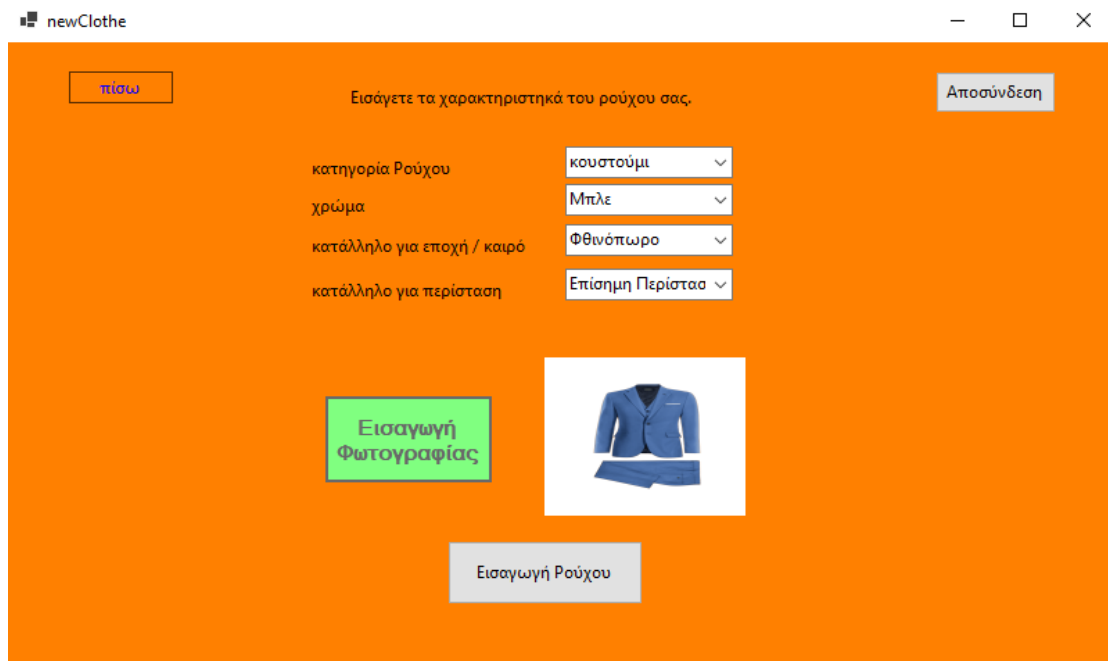 newClothe
πίσω
Εισάγετε τα χαρακτηριστηκά του ρούχου σας.
Αποσύνδεση
κατηγορία Ρούχου
κουστούμι
χρώμα
Μπλε
κατάλληλο για εποχή / καιρό
Φθινόπωρο
κατάλληλο για περίσταση
Επίσημη Περίστασ
Εισαγωγή
Φωτογραφίας
Εισαγωγή Ρούχου